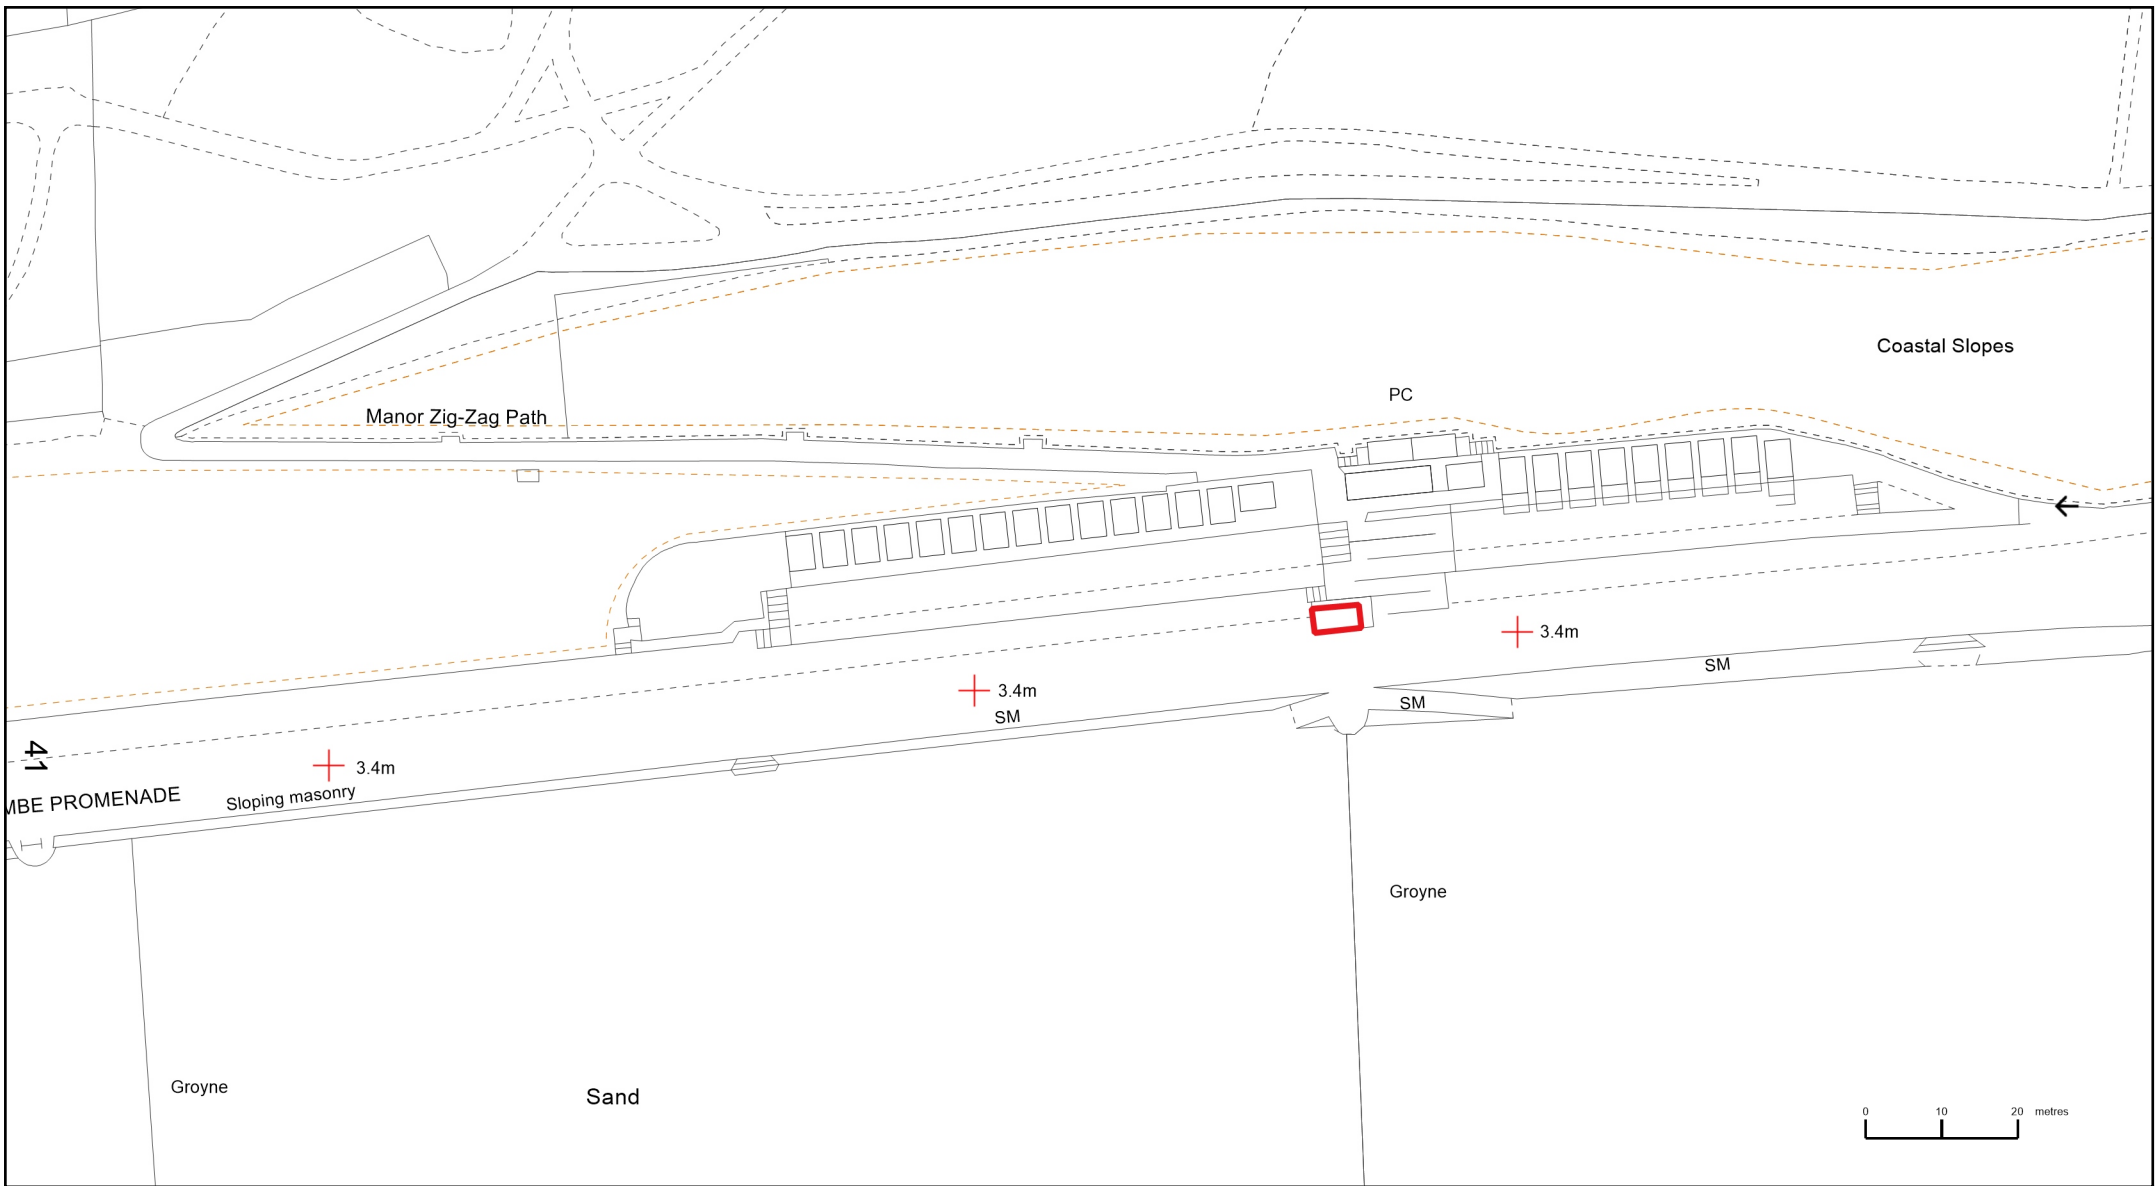 Coastal Slopes
PC
Manor Zig-Zag Path
3.4m
SM
3.4m
SM
SM
41
3.4m
MBE PROMENADE
Sloping masonry
Groyne
Groyne
Sand
0 10 20 metres